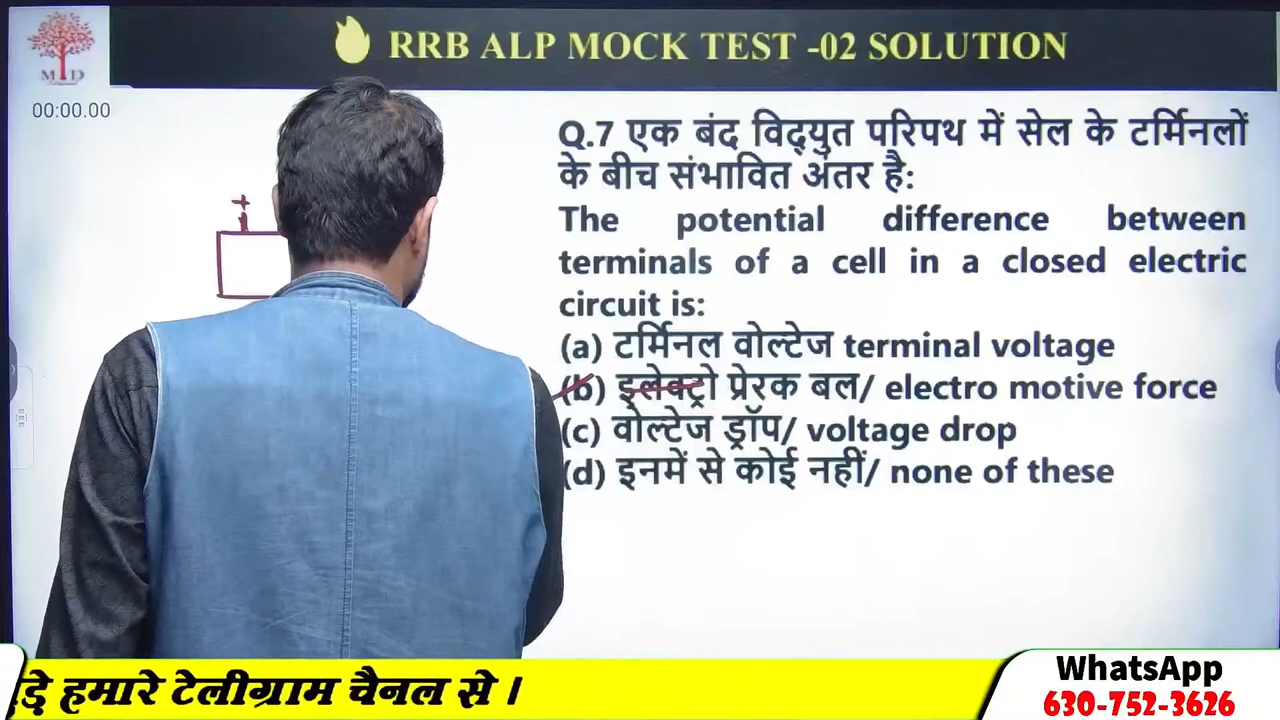 M T D
RRB ALP MOCK TEST -02 SOLUTION
00:00.00
+
Q.7 एक बंद विद्युत परिपथ में सेल के टर्मिनलों
के बीच संभावित अंतर है:
The potential difference between
terminals of a cell in a closed electric
circuit is:
(a) टर्मिनल वोल्टेज terminal voltage
(b) इलेक्ट्रो प्रेरक बल/ electro motive force
(c) वोल्टेज ड्रॉप/ voltage drop
(d) इनमें से कोई नहीं/ none of these
हमारे टेलीग्राम चैनल से ।
WhatsApp
630-752-3626